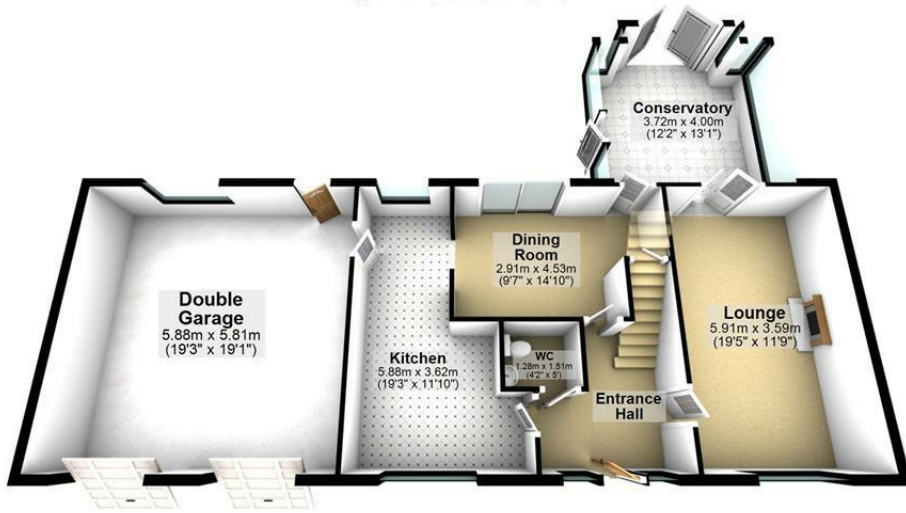 Conservatory
3.72m x 4.00m
(12'2" x 13'1")
Dining
Room
2.91m x 4.53m
(9'7" x 14'10")
Double
Garage
5.88m x 5.81m
(19'3" x 19'1")
Lounge
5.91m x 3.59m
(19'5" x 11'9")
Kitchen
5.88m x 3.62m
(19'3" x 11'10")
WC
1.28m x 1.51m
(4'2" x 5')
Entrance
Hall